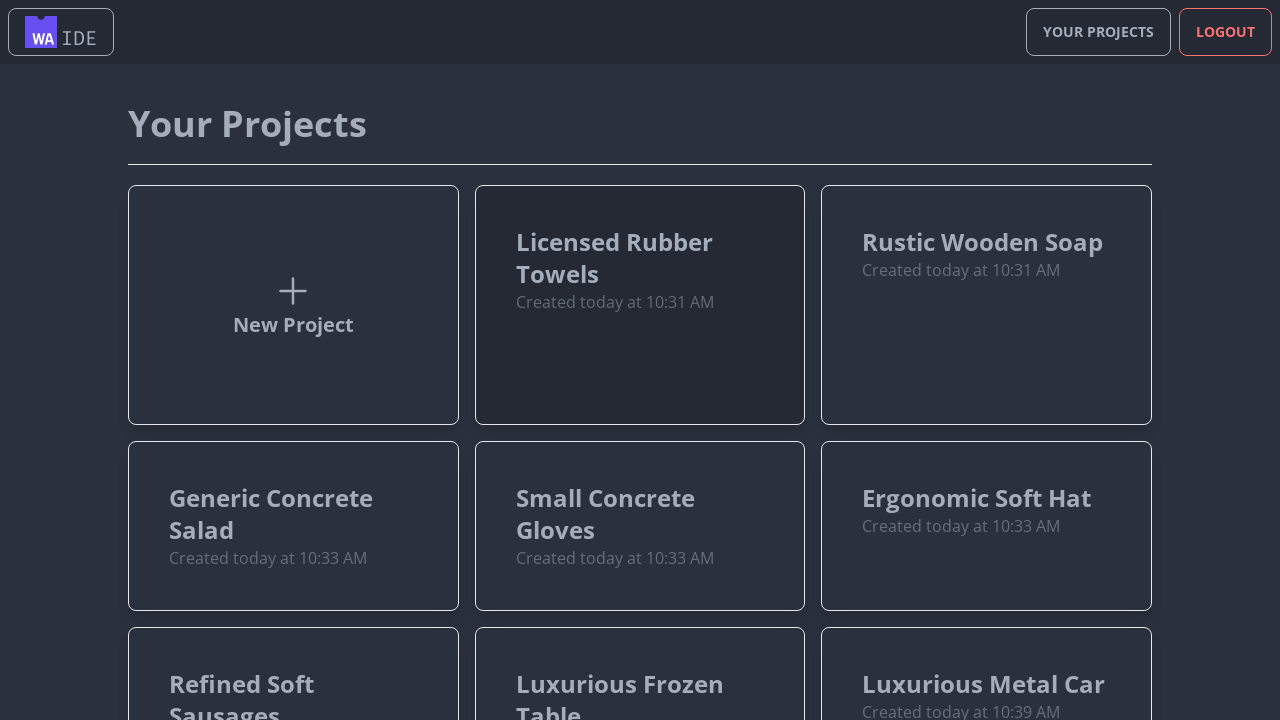 WA IDE
YOUR PROJECTS
LOGOUT
Your Projects
New Project
Licensed Rubber
Towels
Created today at 10:31 AM
Rustic Wooden Soap
Created today at 10:31 AM
Generic Concrete
Salad
Created today at 10:33 AM
Small Concrete
Gloves
Created today at 10:33 AM
Ergonomic Soft Hat
Created today at 10:33 AM
Refined Soft
Sausages
Luxurious Frozen
Table
Luxurious Metal Car
Created today at 10:39 AM